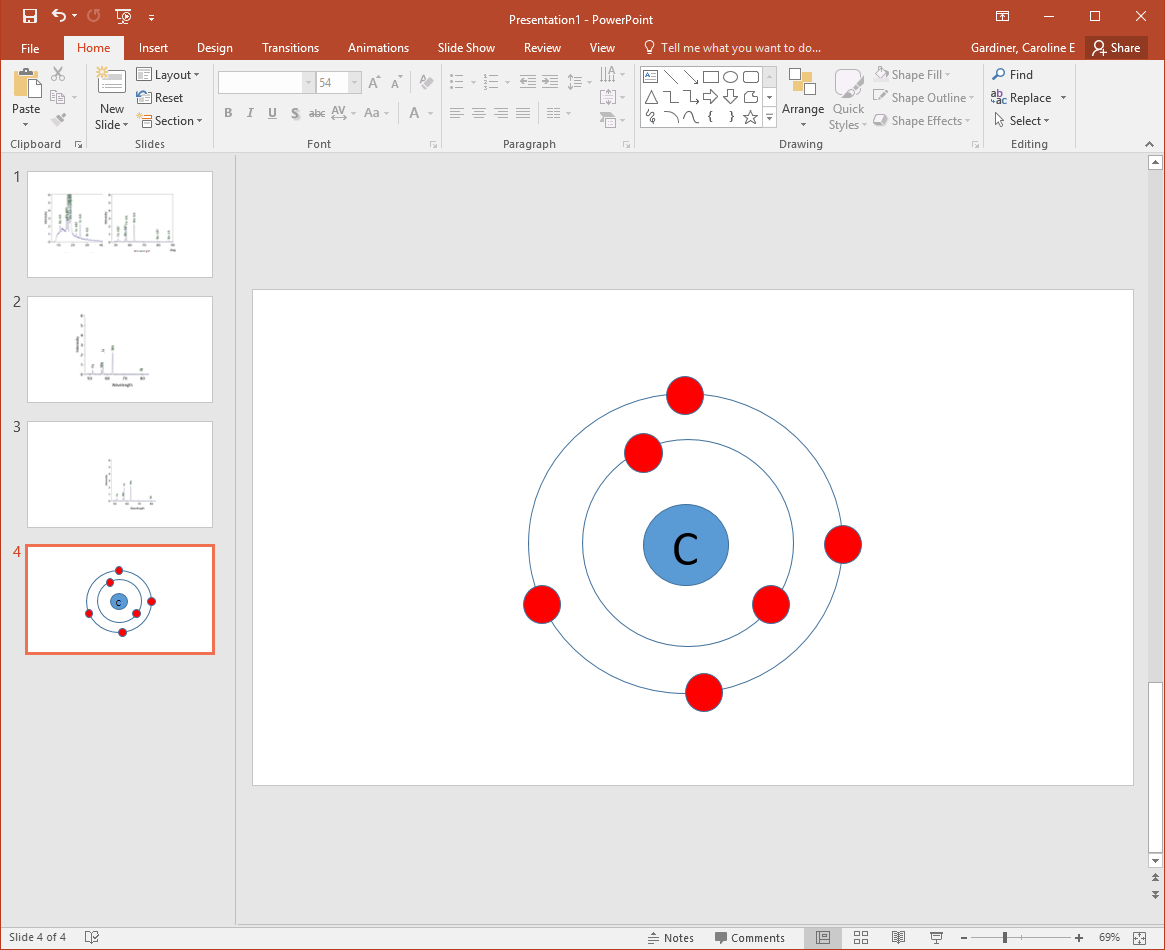 Presentation1 - PowerPoint
File Home Insert Design Transitions Animations Slide Show Review View Tell me what you want to do... Gardiner, Caroline E Share
Paste
New Slide
Layout
Reset
Section
54
B I U S abc AV Aa A
Arrange
Quick Styles
Shape Fill
Shape Outline
Shape Effects
Find
Replace
Select
Clipboard Slides Font Paragraph Drawing Editing
1
2
3
4
C
C
Slide 4 of 4 Notes Comments 69%